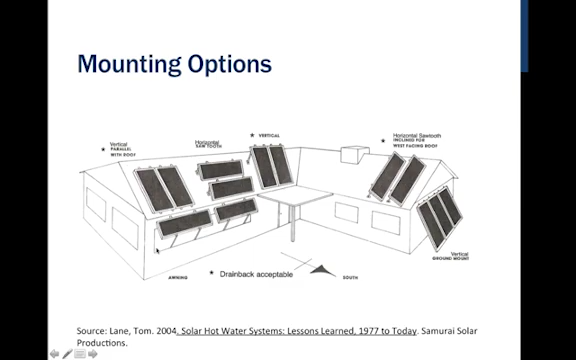 Mounting Options
* Vertical
PARALLEL
WITH ROOF
Horizontal
SAW TOOTH
* VERTICAL
* Horizontal Sawtooth
INCLINED FOR
WEST FACING ROOF
Vertical
GROUND MOUNT
AWNING
* Drainback acceptable
SOUTH
Source: Lane, Tom. 2004. Solar Hot Water Systems: Lessons Learned, 1977 to Today. Samurai Solar
Productions.